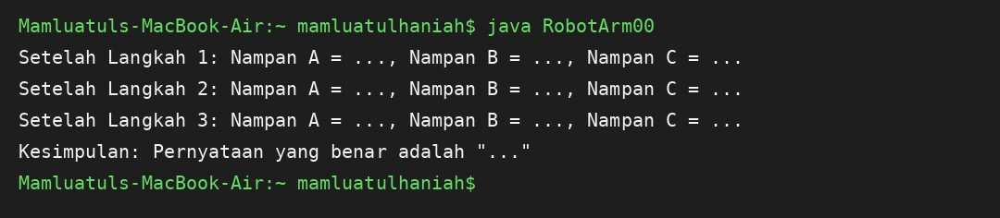 Mamluatuls-MacBook-Air:~ mamluatulhaniah$ java RobotArm00
Setelah Langkah 1: Nampan A = ..., Nampan B = ..., Nampan C = ...
Setelah Langkah 2: Nampan A = ..., Nampan B = ..., Nampan C = ...
Setelah Langkah 3: Nampan A = ..., Nampan B = ..., Nampan C = ...
Kesimpulan: Pernyataan yang benar adalah "..."
Mamluatuls-MacBook-Air:~ mamluatulhaniah$